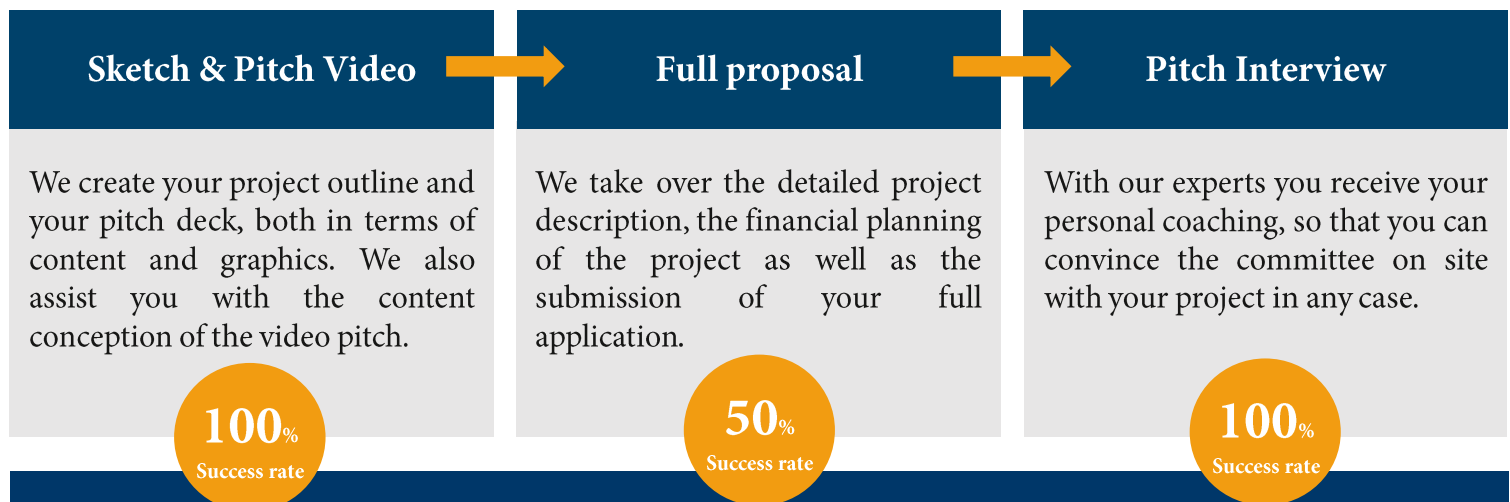 Sketch & Pitch Video
We create your project outline and
your pitch deck, both in terms of
content and graphics. We also
assist you with the content
conception of the video pitch.
100%
Success rate
Full proposal
We take over the detailed project
description, the financial planning
of the project as well as the
submission of your full
application.
50%
Success rate
Pitch Interview
With our experts you receive your
personal coaching, so that you can
convince the committee on site
with your project in any case.
100%
Success rate